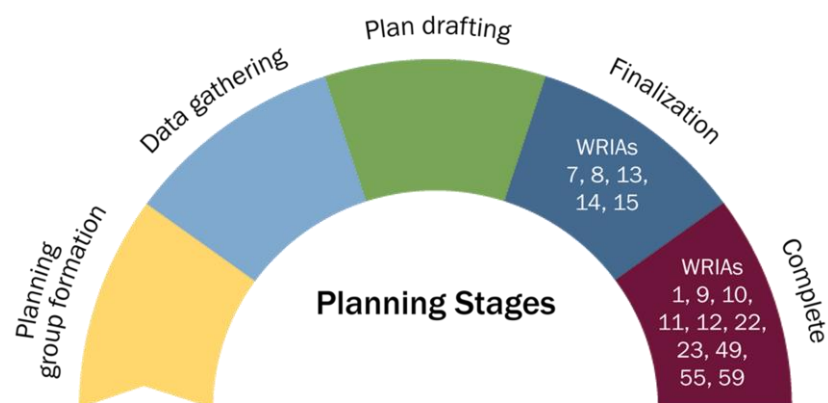 Planning
group formation
Data gathering
Plan drafting
Finalization
WRIAs
7, 8, 13,
14, 15
Complete
WRIAs
1, 9, 10,
11, 12, 22,
23, 49,
55, 59
Planning Stages